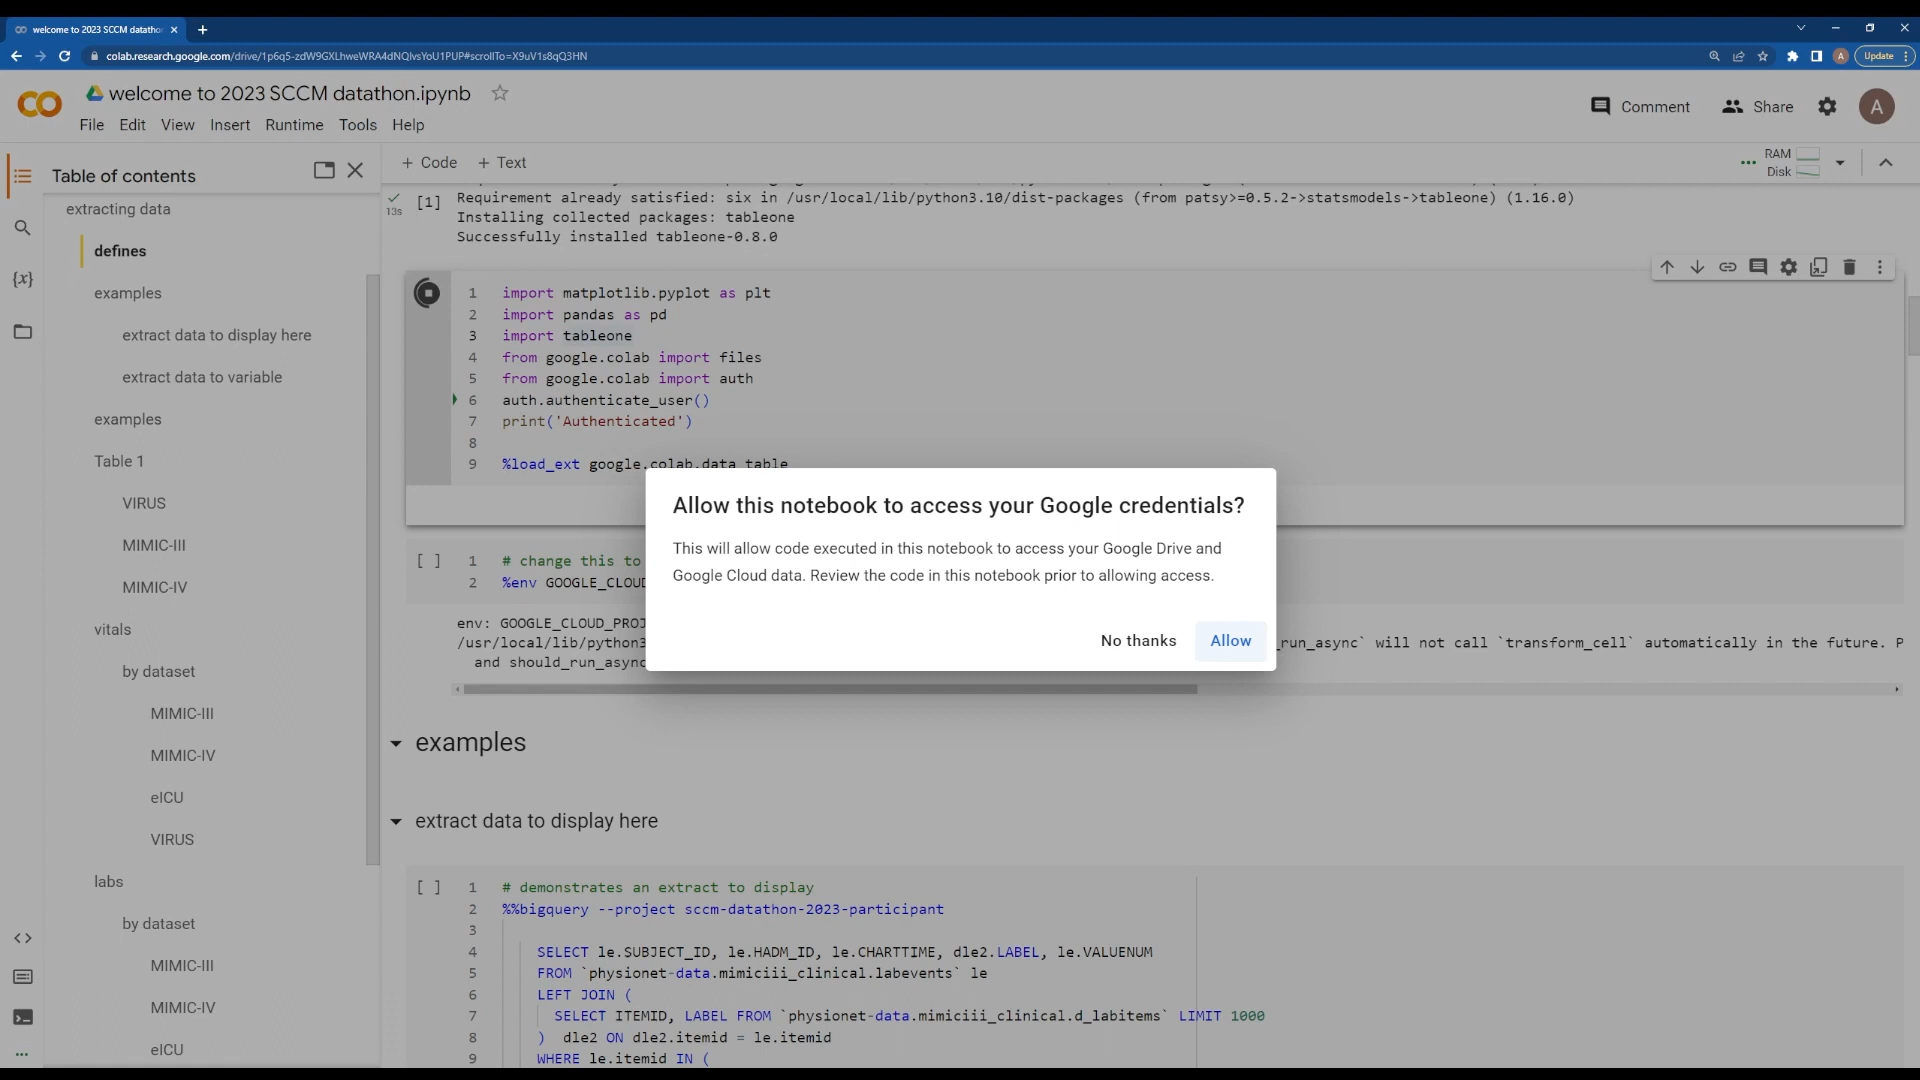 welcome to 2023 SCCM datatho
colab.research.google.com/drive/1p6q5-zdW9GXLhweWRA4dNQlvsYoU1PUP#scrollTo=X9uV1s8qQ3HN
A
Update
welcome to 2023 SCCM datathon.ipynb
File Edit View Insert Runtime Tools Help
Comment
Share
A
Table of contents
extracting data
defines
examples
extract data to display here
extract data to variable
examples
Table 1
VIRUS
MIMIC-III
MIMIC-IV
vitals
by dataset
MIMIC-III
MIMIC-IV
eICU
VIRUS
labs
by dataset
MIMIC-III
MIMIC-IV
eICU
+ Code + Text
RAM
Disk
13s
[1] Requirement already satisfied: six in /usr/local/lib/python3.10/dist-packages (from patsy>=0.5.2->statsmodels->tableone) (1.16.0)
Installing collected packages: tableone
Successfully installed tableone-0.8.0
1 import matplotlib.pyplot as plt
2 import pandas as pd
3 import tableone
4 from google.colab import files
5 from google.colab import auth
6 auth.authenticate_user()
7 print('Authenticated')
8
9 %load_ext google.colab.data_table
Allow this notebook to access your Google credentials?
This will allow code executed in this notebook to access your Google Drive and
Google Cloud data. Review the code in this notebook prior to allowing access.
No thanks Allow
[ ] 1 # change this to
2 %env GOOGLE_CLOUD
env: GOOGLE_CLOUD_PROJ
/usr/local/lib/python3
_run_async` will not call `transform_cell` automatically in the future. P
and should_run_async
examples
extract data to display here
[ ] 1 # demonstrates an extract to display
2 %%bigquery --project sccm-datathon-2023-participant
3
4 SELECT le.SUBJECT_ID, le.HADM_ID, le.CHARTTIME, dle2.LABEL, le.VALUENUM
5 FROM `physionet-data.mimiciii_clinical.labevents` le
6 LEFT JOIN (
7 SELECT ITEMID, LABEL FROM `physionet-data.mimiciii_clinical.d_labitems` LIMIT 1000
8 ) dle2 ON dle2.itemid = le.itemid
9 WHERE le.itemid IN (